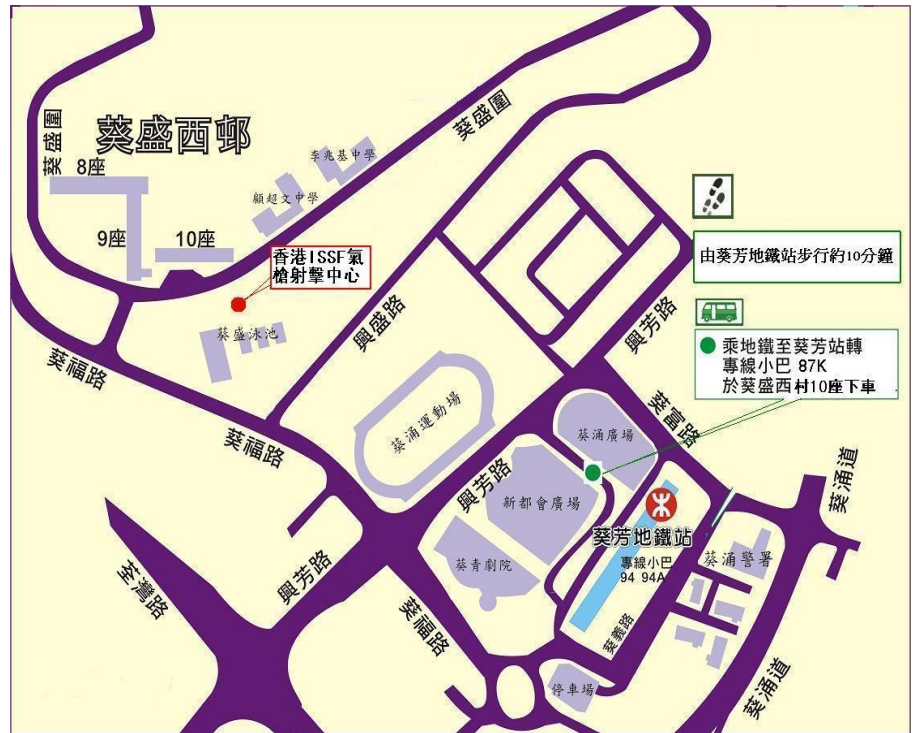 葵盛圍
葵盛西邨
8座
9座
10座
李兆基中學
顧超文中學
葵盛圍
香港ISSF氣
槍射擊中心
葵盛泳池
葵福路
興盛路
葵福路
葵涌運動場
由葵芳地鐵站步行約10分鐘
興芳路
乘地鐵至葵芳站轉
專線小巴 87K
於葵盛西村10座下車
葵富路
葵涌廣場
葵涌道
興芳路
新都會廣場
葵芳地鐵站
專線小巴
94 94A
葵涌警署
葵青劇院
荃灣路
興芳路
葵福路
葵義路
停車場
葵涌道